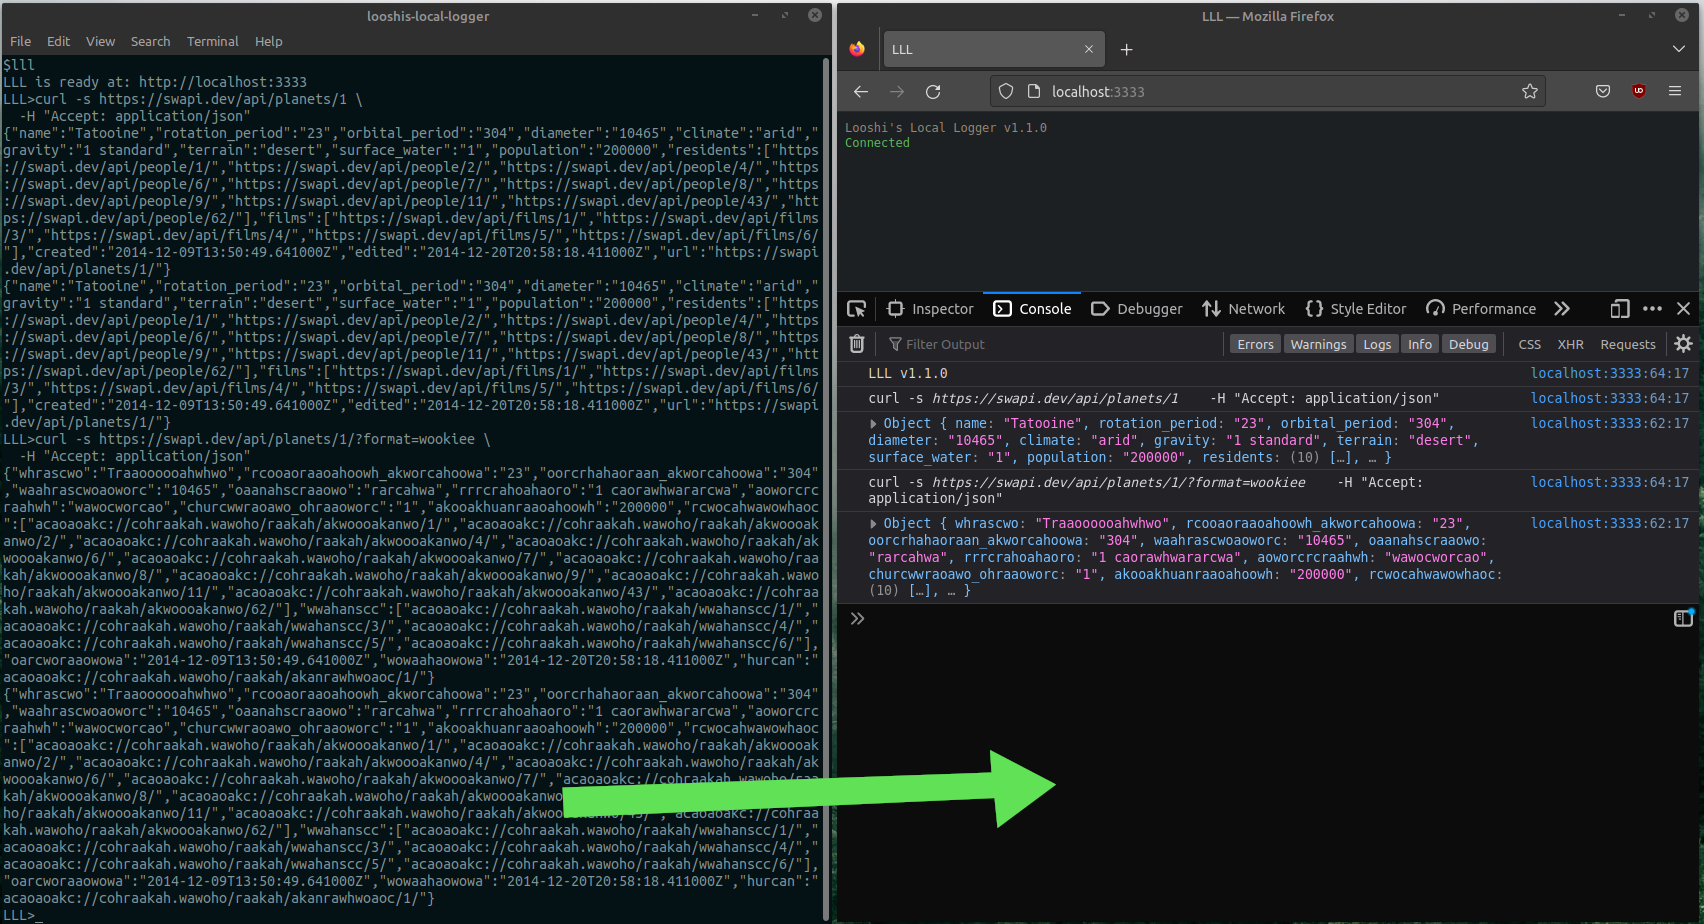 looshis-local-logger
File Edit View Search Terminal Help
$lll
LLL is ready at: http://localhost:3333
LLL>curl -s https://swapi.dev/api/planets/1 \
  -H "Accept: application/json"
{"name":"Tatooine","rotation_period":"23","orbital_period":"304","diameter":"10465","climate":"arid","
gravity":"1 standard","terrain":"desert","surface_water":"1","population":"200000","residents":["https
://swapi.dev/api/people/1/","https://swapi.dev/api/people/2/","https://swapi.dev/api/people/4/","https
://swapi.dev/api/people/6/","https://swapi.dev/api/people/7/","https://swapi.dev/api/people/8/","https
://swapi.dev/api/people/9/","https://swapi.dev/api/people/11/","https://swapi.dev/api/people/43/","htt
ps://swapi.dev/api/people/62/"],"films":["https://swapi.dev/api/films/1/","https://swapi.dev/api/films
/3/","https://swapi.dev/api/films/4/","https://swapi.dev/api/films/5/","https://swapi.dev/api/films/6/
"],"created":"2014-12-09T13:50:49.641000Z","edited":"2014-12-20T20:58:18.411000Z","url":"https://swapi
.dev/api/planets/1/"}
{"name":"Tatooine","rotation_period":"23","orbital_period":"304","diameter":"10465","climate":"arid","
gravity":"1 standard","terrain":"desert","surface_water":"1","population":"200000","residents":["https
://swapi.dev/api/people/1/","https://swapi.dev/api/people/2/","https://swapi.dev/api/people/4/","https
://swapi.dev/api/people/6/","https://swapi.dev/api/people/7/","https://swapi.dev/api/people/8/","https
://swapi.dev/api/people/9/","https://swapi.dev/api/people/11/","https://swapi.dev/api/people/43/","htt
ps://swapi.dev/api/people/62/"],"films":["https://swapi.dev/api/films/1/","https://swapi.dev/api/films
/3/","https://swapi.dev/api/films/4/","https://swapi.dev/api/films/5/","https://swapi.dev/api/films/6/
"],"created":"2014-12-09T13:50:49.641000Z","edited":"2014-12-20T20:58:18.411000Z","url":"https://swapi
.dev/api/planets/1/"}
LLL>curl -s https://swapi.dev/api/planets/1/?format=wookiee \
  -H "Accept: application/json"
{"whrascwo":"Traaoooooahwhwo","rcooaoraaoahoowh_akworcahoowa":"23","oorcrhahaoraan_akworcahoowa":"304"
,"waahrascwoaoworc":"10465","oaanahscraaowo":"rarcahwa","rrrcrahoahaoro":"1 caorawhwararcwa","aoworcrc
raahwh":"wawocworcao","churcwwraoawo_ohraaoworc":"1","akooakhuanraaoahoowh":"200000","rcwocahwawowhaoc
":["acaoaoakc://cohraakah.wawoho/raakah/akwoooakanwo/1/","acaoaoakc://cohraakah.wawoho/raakah/akwoooak
anwo/2/","acaoaoakc://cohraakah.wawoho/raakah/akwoooakanwo/4/","acaoaoakc://cohraakah.wawoho/raakah/ak
woooakanwo/6/","acaoaoakc://cohraakah.wawoho/raakah/akwoooakanwo/7/","acaoaoakc://cohraakah.wawoho/raa
kah/akwoooakanwo/8/","acaoaoakc://cohraakah.wawoho/raakah/akwoooakanwo/9/","acaoaoakc://cohraakah.wawo
ho/raakah/akwoooakanwo/11/","acaoaoakc://cohraakah.wawoho/raakah/akwoooakanwo/43/","acaoaoakc://cohraa
kah.wawoho/raakah/akwoooakanwo/62/"],"wwahanscc":["acaoaoakc://cohraakah.wawoho/raakah/wwahanscc/1/","
acaoaoakc://cohraakah.wawoho/raakah/wwahanscc/3/","acaoaoakc://cohraakah.wawoho/raakah/wwahanscc/4/","
acaoaoakc://cohraakah.wawoho/raakah/wwahanscc/5/","acaoaoakc://cohraakah.wawoho/raakah/wwahanscc/6/"],
"oarcworaaowowa":"2014-12-09T13:50:49.641000Z","wowaahaowowa":"2014-12-20T20:58:18.411000Z","hurcan":"
acaoaoakc://cohraakah.wawoho/raakah/akanrawhwoaoc/1/"}
{"whrascwo":"Traaoooooahwhwo","rcooaoraaoahoowh_akworcahoowa":"23","oorcrhahaoraan_akworcahoowa":"304"
,"waahrascwoaoworc":"10465","oaanahscraaowo":"rarcahwa","rrrcrahoahaoro":"1 caorawhwararcwa","aoworcrc
raahwh":"wawocworcao","churcwwraoawo_ohraaoworc":"1","akooakhuanraaoahoowh":"200000","rcwocahwawowhaoc
":["acaoaoakc://cohraakah.wawoho/raakah/akwoooakanwo/1/","acaoaoakc://cohraakah.wawoho/raakah/akwoooak
anwo/2/","acaoaoakc://cohraakah.wawoho/raakah/akwoooakanwo/4/","acaoaoakc://cohraakah.wawoho/raakah/ak
woooakanwo/6/","acaoaoakc://cohraakah.wawoho/raakah/akwoooakanwo/7/","acaoaoakc://cohraakah.wawoho/raa
kah/akwoooakanwo/8/","acaoaoakc://cohraakah.wawoho/raakah/akwoooakanwo
ho/raakah/akwoooakanwo/11/","acaoaoakc://cohraakah.wawoho/raakah/akwoooakanwo/43/","acaoaoakc://cohraa
kah.wawoho/raakah/akwoooakanwo/62/"],"wwahanscc":["acaoaoakc://cohraakah.wawoho/raakah/wwahanscc/1/","
acaoaoakc://cohraakah.wawoho/raakah/wwahanscc/3/","acaoaoakc://cohraakah.wawoho/raakah/wwahanscc/4/","
acaoaoakc://cohraakah.wawoho/raakah/wwahanscc/5/","acaoaoakc://cohraakah.wawoho/raakah/wwahanscc/6/"],
"oarcworaaowowa":"2014-12-09T13:50:49.641000Z","wowaahaowowa":"2014-12-20T20:58:18.411000Z","hurcan":"
acaoaoakc://cohraakah.wawoho/raakah/akanrawhwoaoc/1/"}
LLL>_
LLL — Mozilla Firefox
LLL
localhost:3333
Looshi's Local Logger v1.1.0
Connected
Inspector Console Debugger Network Style Editor Performance
Filter Output Errors Warnings Logs Info Debug CSS XHR Requests
LLL v1.1.0 localhost:3333:64:17
curl -s https://swapi.dev/api/planets/1    -H "Accept: application/json" localhost:3333:64:17
Object { name: "Tatooine", rotation_period: "23", orbital_period: "304", localhost:3333:62:17
diameter: "10465", climate: "arid", gravity: "1 standard", terrain: "desert",
surface_water: "1", population: "200000", residents: (10) […], … }
curl -s https://swapi.dev/api/planets/1/?format=wookiee    -H "Accept: localhost:3333:64:17
application/json"
Object { whrascwo: "Traaoooooahwhwo", rcooaoraaoahoowh_akworcahoowa: "23", localhost:3333:62:17
oorcrhahaoraan_akworcahoowa: "304", waahrascwoaoworc: "10465", oaanahscraaowo:
"rarcahwa", rrrcrahoahaoro: "1 caorawhwararcwa", aoworcrcraahwh: "wawocworcao",
churcwwraoawo_ohraaoworc: "1", akooakhuanraaoahoowh: "200000", rcwocahwawowhaoc:
(10) […], … }